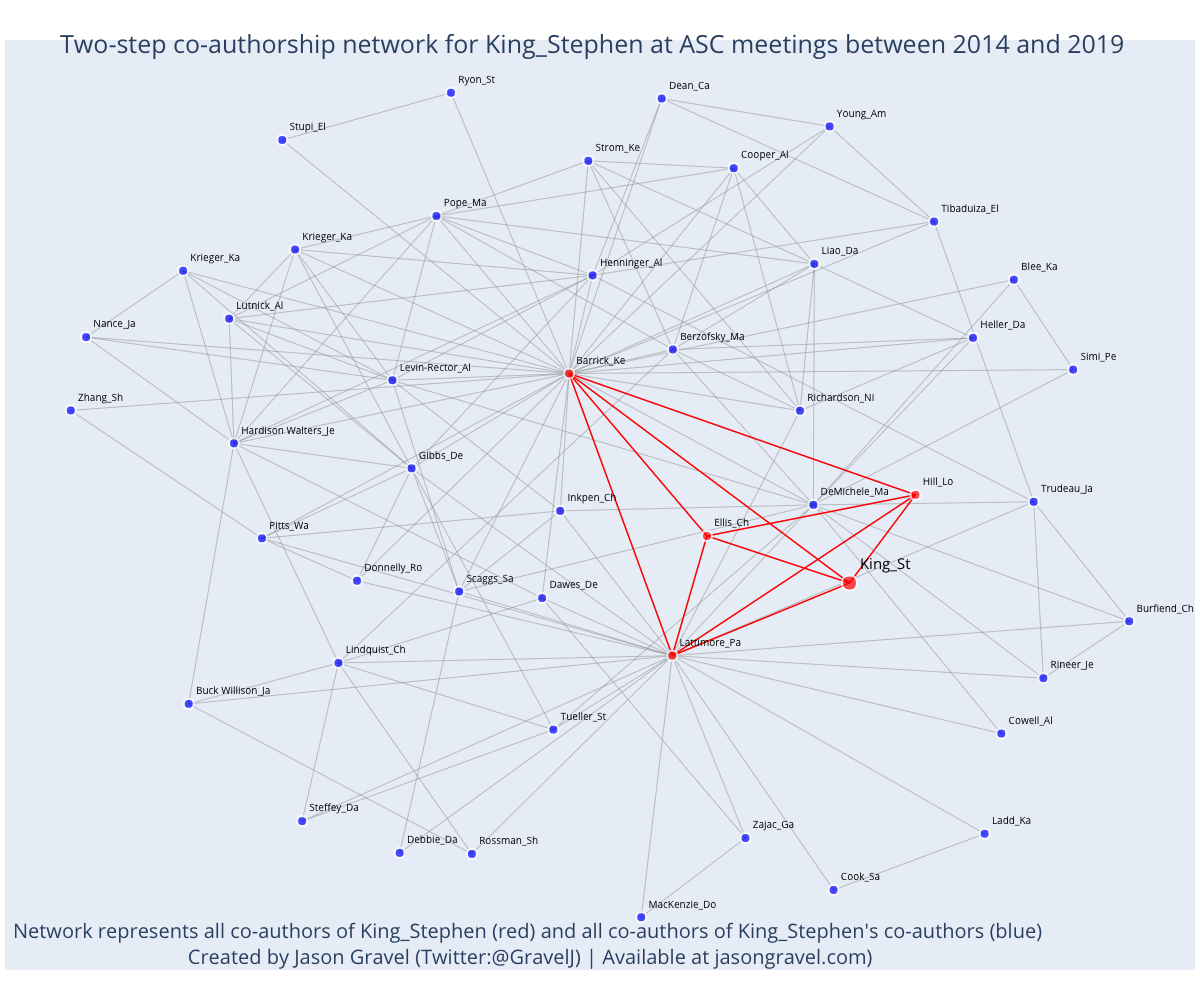 Two-step co-authorship network for King_Stephen at ASC meetings between 2014 and 2019
Ryon_St
Dean_Ca
Young_Am
Stupi_El
Strom_Ke
Cooper_Al
Pope_Ma
Tibaduiza_El
Krieger_Ka
Liao_Da
Krieger_Ka
Henninger_Al
Blee_Ka
Lutnick_Al
Nance_Ja
Heller_Da
Berzofsky_Ma
Simi_Pe
Barrick_Ke
Levin-Rector_Al
Zhang_Sh
Richardson_Ni
Hardison Walters_Je
Gibbs_De
Hill_Lo
DeMichele_Ma
Trudeau_Ja
Inkpen_Ch
Ellis_Ch
Pitts_Wa
King_St
Donnelly_Ro
Scaggs_Sa
Dawes_De
Burfiend_Ch
Lattimore_Pa
Lindquist_Ch
Rineer_Je
Buck Willison_Ja
Tueller_St
Cowell_Al
Steffey_Da
Ladd_Ka
Zajac_Ga
Debbie_Da
Rossman_Sh
Cook_Sa
MacKenzie_Do
Network represents all co-authors of King_Stephen (red) and all co-authors of King_Stephen's co-authors (blue)
Created by Jason Gravel (Twitter:@GravelJ) | Available at jasongravel.com)